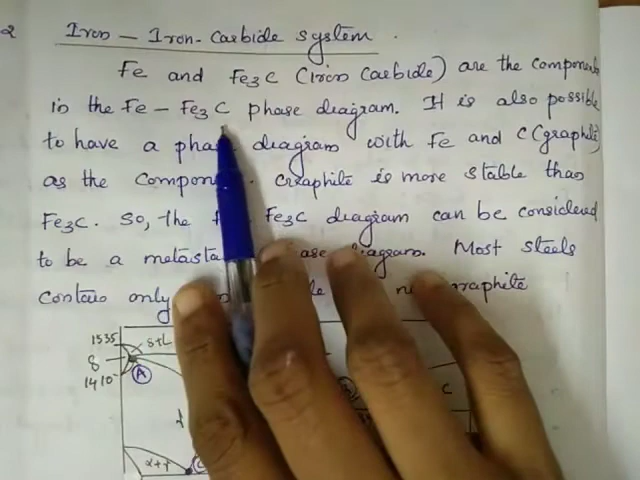 2
Iron - Iron-Carbide system.
Fe and Fe3C (Iron Carbide) are the components
in the Fe - Fe3C phase diagram. It is also possible
to have a phase diagram with Fe and C (graphite)
as the Compon . Graphite is more stable than
Fe3C. So, the Fe3C diagram can be considered
to be a metasta ase diagram. Most steels
contain only graphite
1535
δ+L
δ
1410
A
C
γ
α+γ